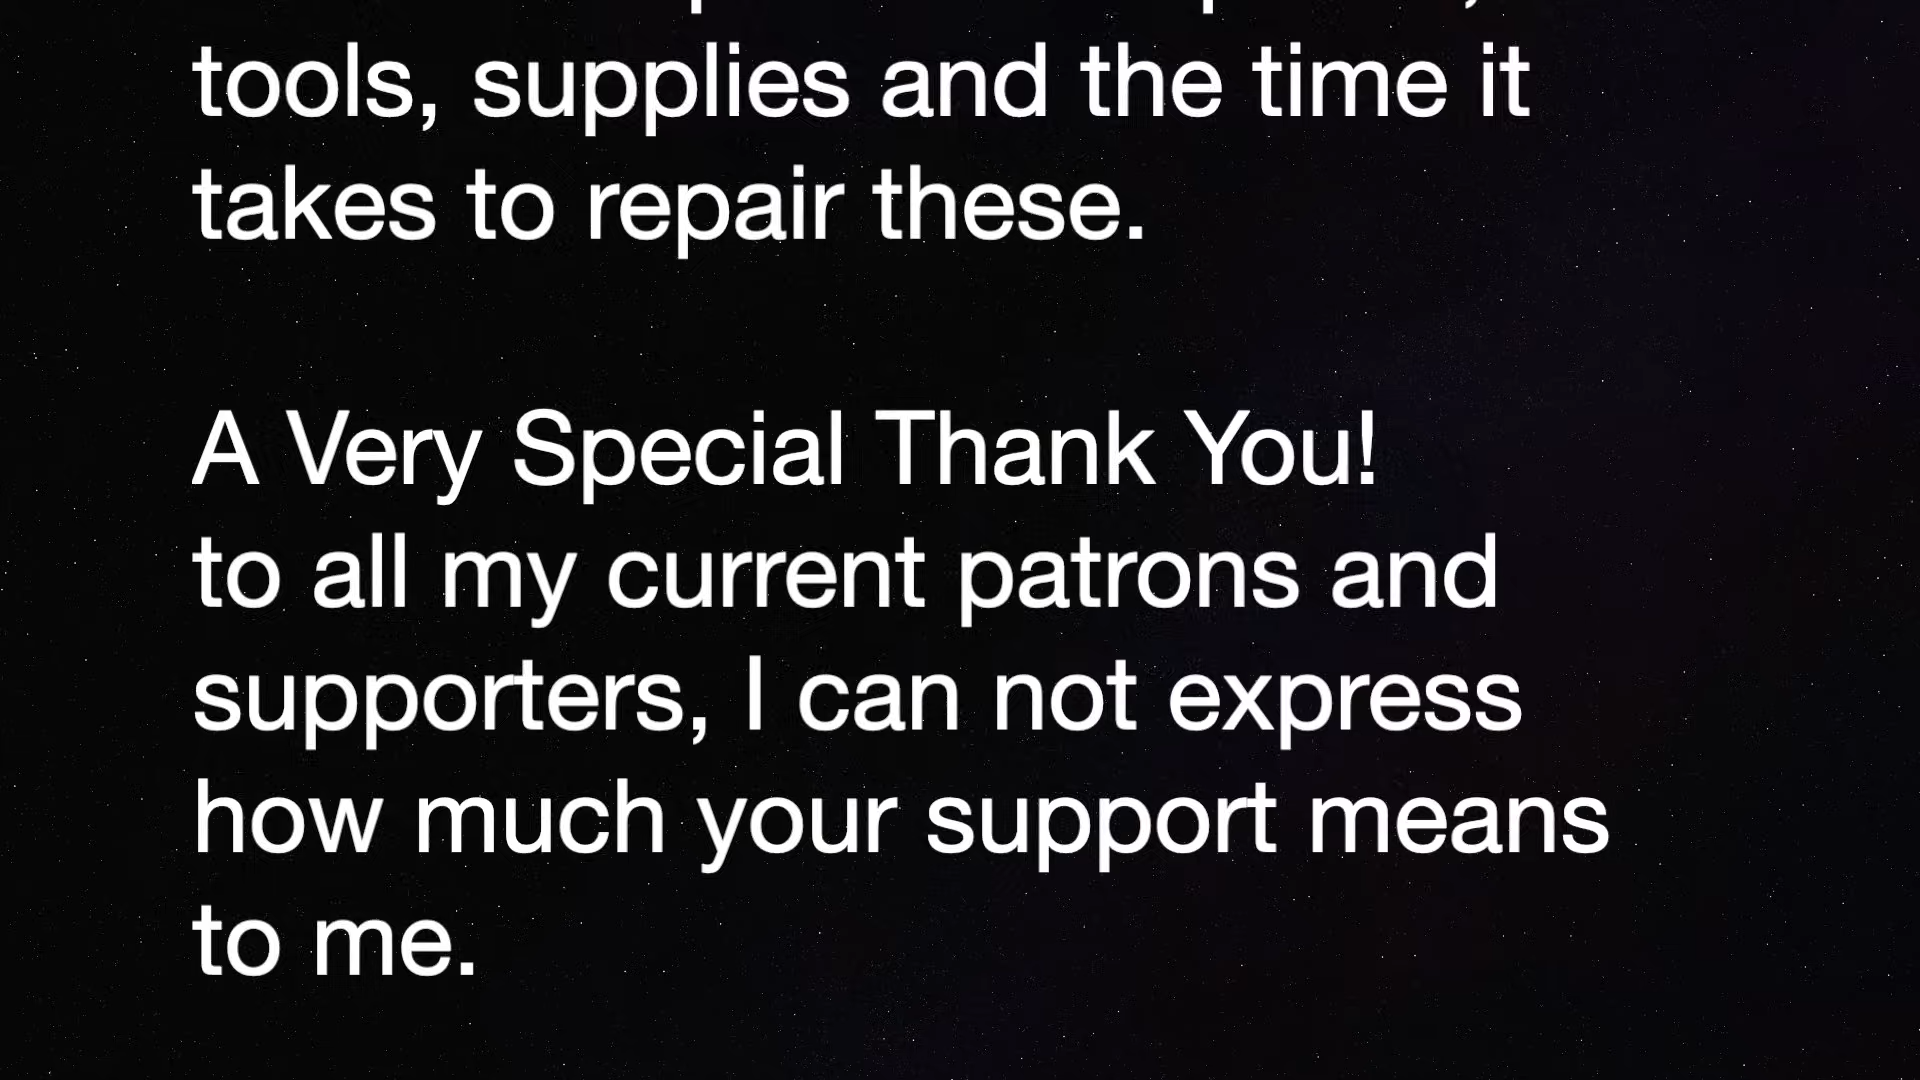 tools, supplies and the time it
takes to repair these.
A Very Special Thank You!
to all my current patrons and
supporters, I can not express
how much your support means
to me.